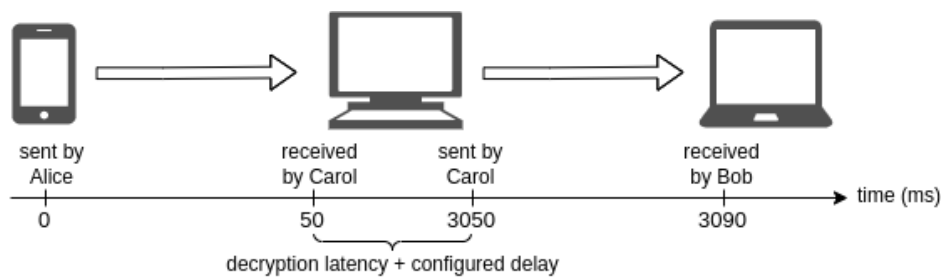 sent by
Alice
received
by Carol
sent by
Carol
received
by Bob
time (ms)
0
50
3050
3090
decryption latency + configured delay